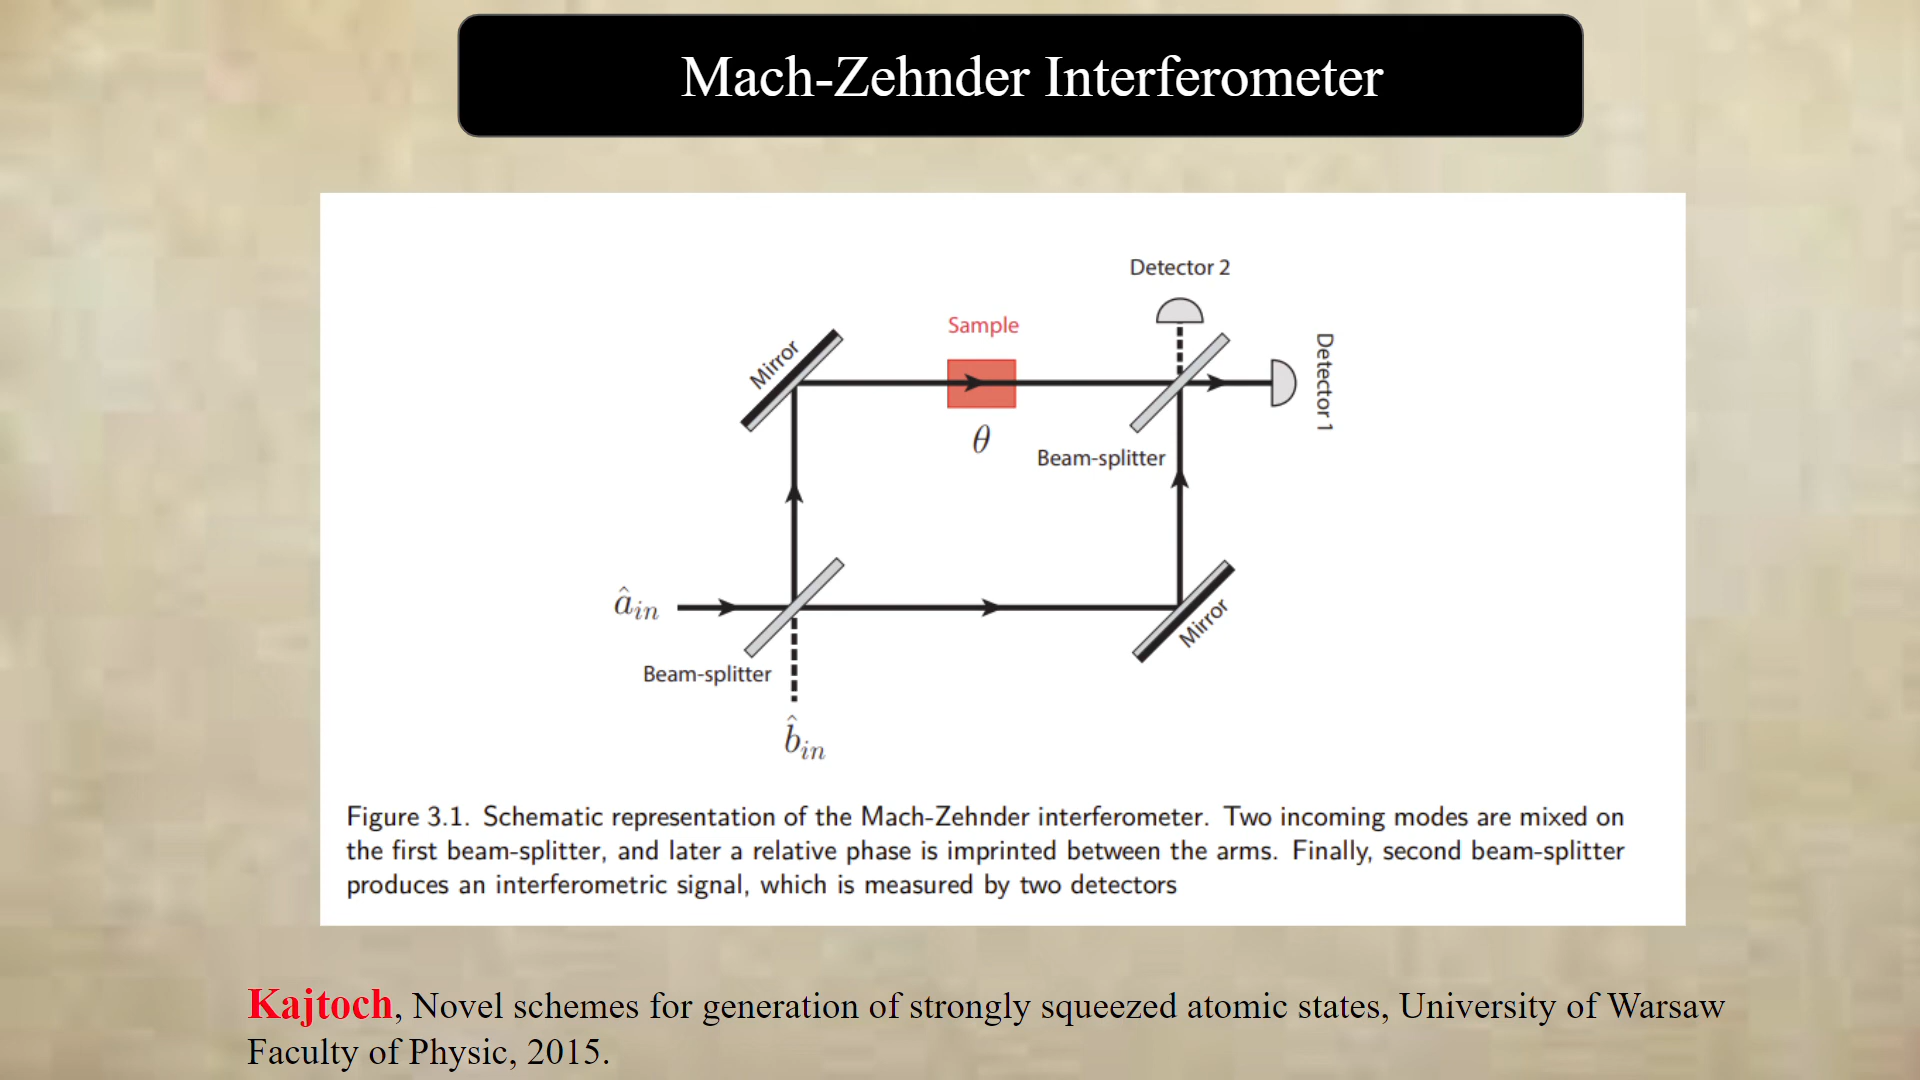 Mach-Zehnder Interferometer
Detector 2
Sample
Mirror
Detector 1
θ
Beam-splitter
â_in
Mirror
Beam-splitter
b̂_in
Figure 3.1. Schematic representation of the Mach-Zehnder interferometer. Two incoming modes are mixed on
the first beam-splitter, and later a relative phase is imprinted between the arms. Finally, second beam-splitter
produces an interferometric signal, which is measured by two detectors
Kajtoch, Novel schemes for generation of strongly squeezed atomic states, University of Warsaw
Faculty of Physic, 2015.